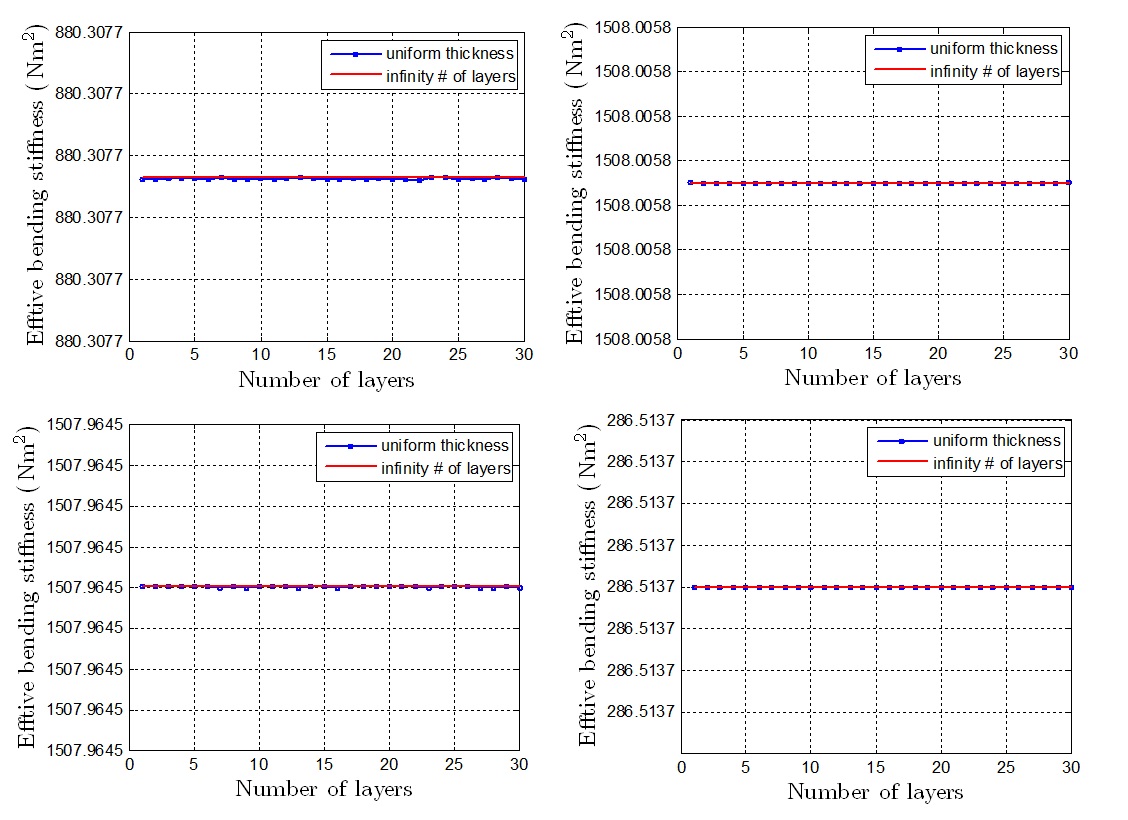 Efftive bending stiffness ( Nm2)
880.3077
880.3077
880.3077
880.3077
880.3077
880.3077
uniform thickness
infinity # of layers
0 5 10 15 20 25 30
Number of layers
Efftive bending stiffness ( Nm2)
1508.0058
1508.0058
1508.0058
1508.0058
1508.0058
1508.0058
1508.0058
1508.0058
uniform thickness
infinity # of layers
0 5 10 15 20 25 30
Number of layers
Efftive bending stiffness ( Nm2)
1507.9645
1507.9645
1507.9645
1507.9645
1507.9645
1507.9645
1507.9645
1507.9645
1507.9645
uniform thickness
infinity # of layers
0 5 10 15 20 25 30
Number of layers
Efftive bending stiffness ( Nm2)
286.5137
286.5137
286.5137
286.5137
286.5137
286.5137
286.5137
286.5137
uniform thickness
infinity # of layers
0 5 10 15 20 25 30
Number of layers